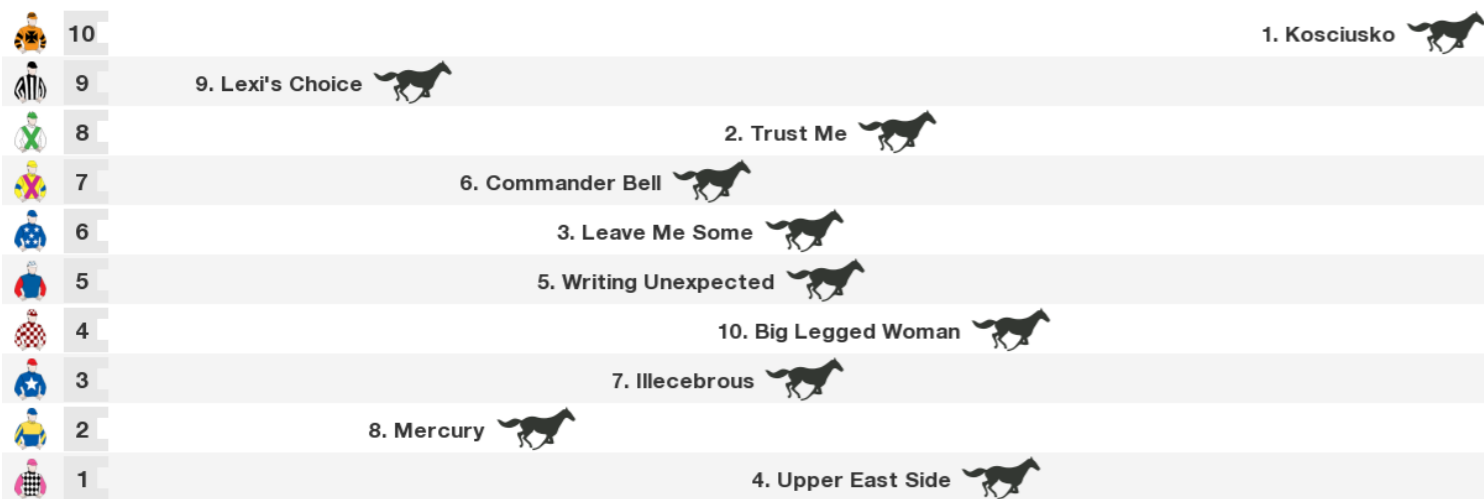 10 1. Kosciusko
9 9. Lexi's Choice
8 2. Trust Me
7 6. Commander Bell
6 3. Leave Me Some
5 5. Writing Unexpected
4 10. Big Legged Woman
3 7. Illecebrous
2 8. Mercury
1 4. Upper East Side